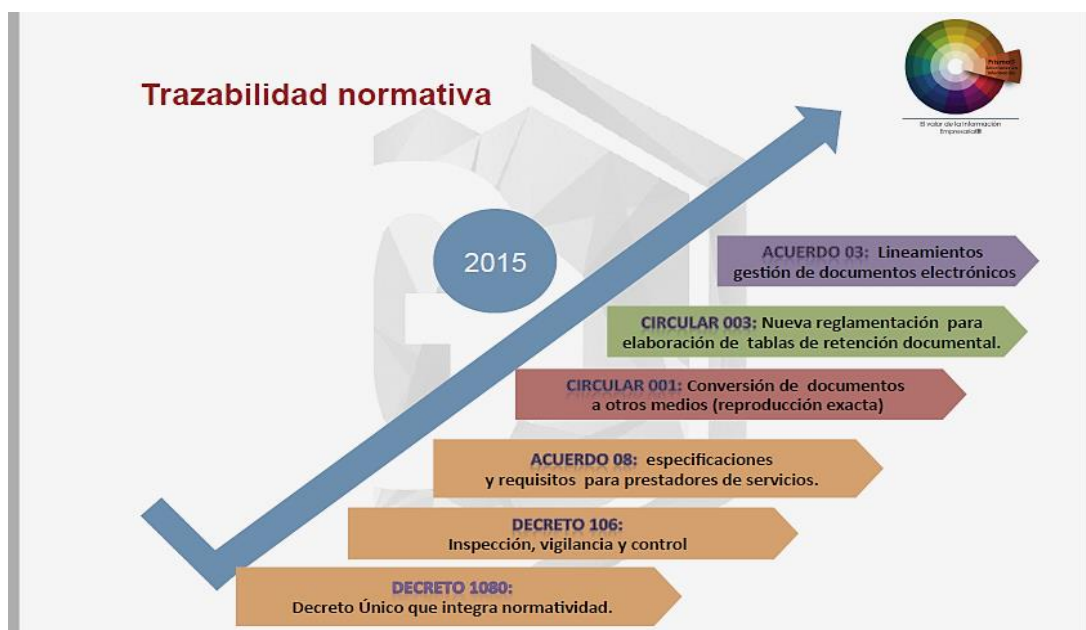 Trazabilidad normativa
El valor de la Información
Empresarial®
2015
ACUERDO 03: Lineamientos
gestión de documentos electrónicos
CIRCULAR 003: Nueva reglamentación para
elaboración de tablas de retención documental.
CIRCULAR 001: Conversión de documentos
a otros medios (reproducción exacta)
ACUERDO 08: especificaciones
y requisitos para prestadores de servicios.
DECRETO 106:
Inspección, vigilancia y control
DECRETO 1080:
Decreto Único que integra normatividad.